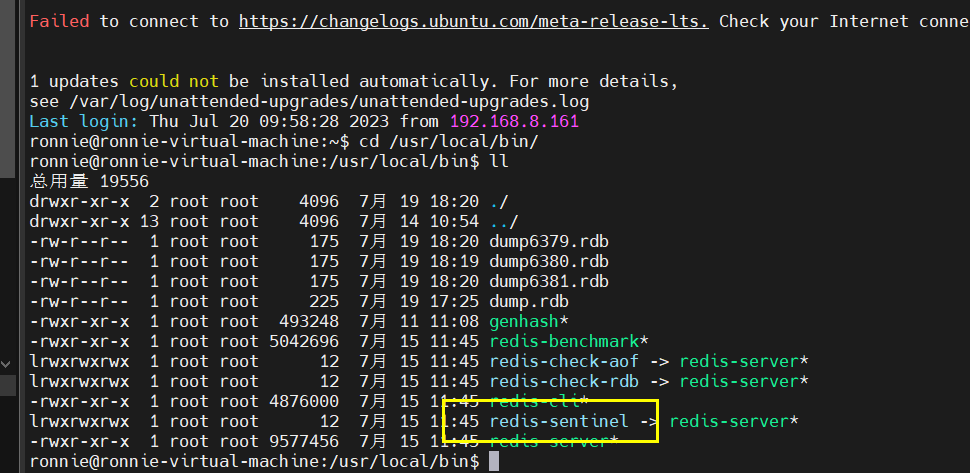 Failed to connect to https://changelogs.ubuntu.com/meta-release-lts. Check your Internet conne
1 updates could not be installed automatically. For more details,
see /var/log/unattended-upgrades/unattended-upgrades.log
Last login: Thu Jul 20 09:58:28 2023 from 192.168.8.161
ronnie@ronnie-virtual-machine:~$ cd /usr/local/bin/
ronnie@ronnie-virtual-machine:/usr/local/bin$ ll
总用量 19556
drwxr-xr-x  2 root root    4096  7月 19 18:20 ./
drwxr-xr-x 13 root root    4096  7月 14 10:54 ../
-rw-r--r--  1 root root     175  7月 19 18:20 dump6379.rdb
-rw-r--r--  1 root root     175  7月 19 18:19 dump6380.rdb
-rw-r--r--  1 root root     175  7月 19 18:20 dump6381.rdb
-rw-r--r--  1 root root     225  7月 19 17:25 dump.rdb
-rwxr-xr-x  1 root root  493248  7月 11 11:08 genhash*
-rwxr-xr-x  1 root root 5042696  7月 15 11:45 redis-benchmark*
lrwxrwxrwx  1 root root      12  7月 15 11:45 redis-check-aof -> redis-server*
lrwxrwxrwx  1 root root      12  7月 15 11:45 redis-check-rdb -> redis-server*
-rwxr-xr-x  1 root root 4876000  7月 15 11:45 redis-cli*
lrwxrwxrwx  1 root root      12  7月 15 11:45 redis-sentinel -> redis-server*
-rwxr-xr-x  1 root root 9577456  7月 15 11:45 redis-server*
ronnie@ronnie-virtual-machine:/usr/local/bin$